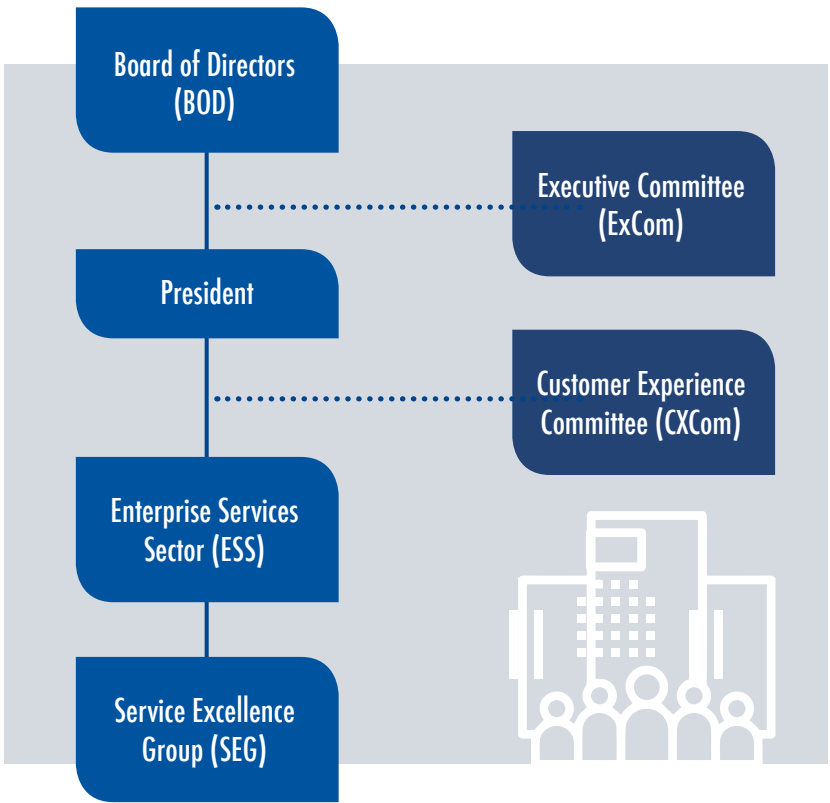 Board of Directors
(BOD)
Executive Committee
(ExCom)
President
Customer Experience
Committee (CXCom)
Enterprise Services
Sector (ESS)
Service Excellence
Group (SEG)